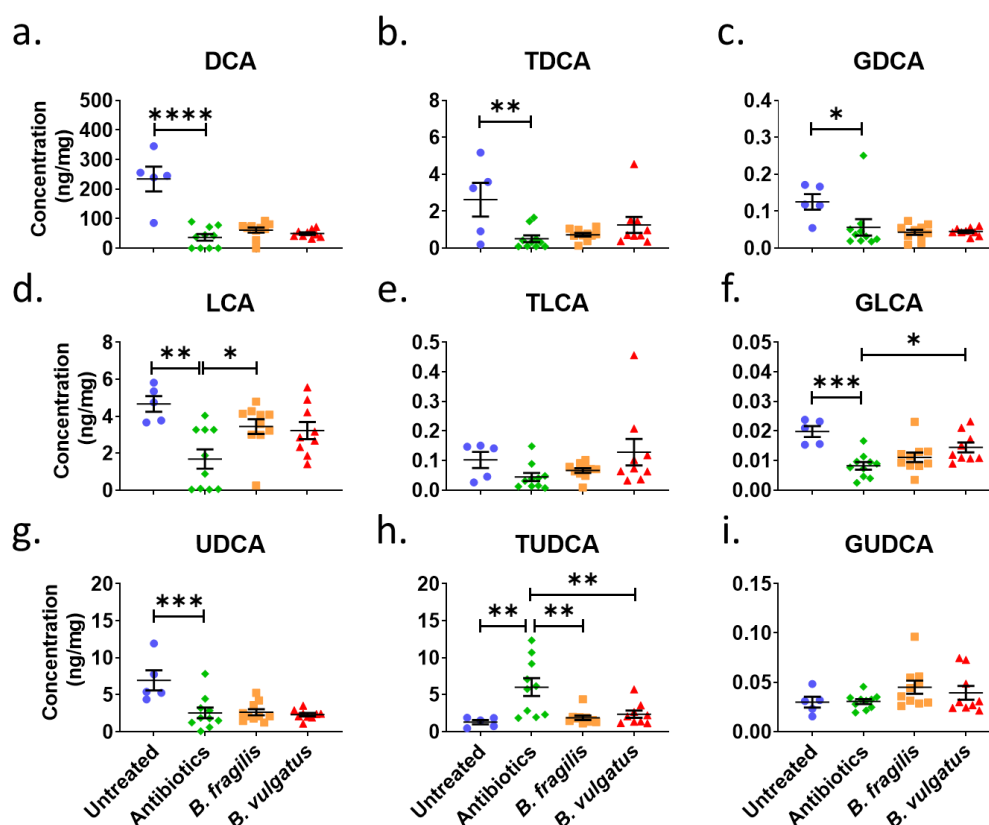 a.
DCA
Concentration
(ng/mg)
500
400
300
200
100
0
****
b.
TDCA
8
6
4
2
0
**
c.
GDCA
0.4
0.3
0.2
0.1
0.0
*
d.
LCA
Concentration
(ng/mg)
8
6
4
2
0
**
*
e.
TLCA
0.5
0.4
0.3
0.2
0.1
0.0
f.
GLCA
0.05
0.04
0.03
0.02
0.01
0.00
***
*
g.
UDCA
Concentration
(ng/mg)
20
15
10
5
0
***
Untreated
Antibiotics
B. fragilis
B. vulgatus
h.
TUDCA
20
15
10
5
0
**
**
**
Untreated
Antibiotics
B. fragilis
B. vulgatus
i.
GUDCA
0.15
0.10
0.05
0.00
Untreated
Antibiotics
B. fragilis
B. vulgatus